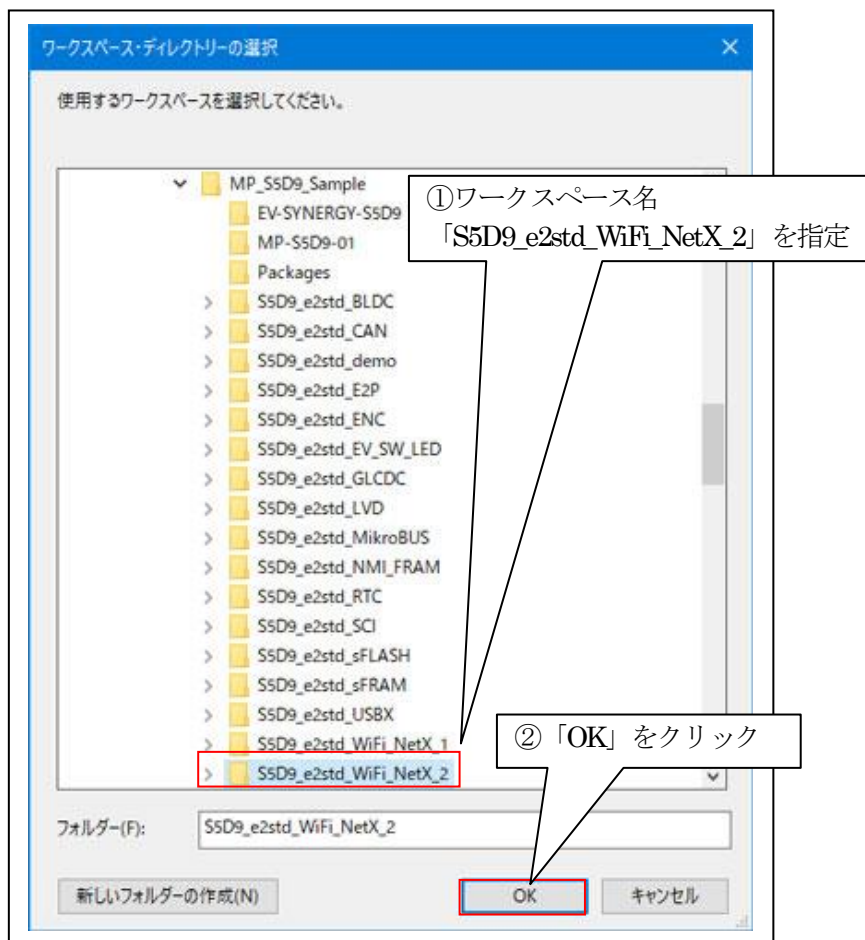 ワークスペース・ディレクトリーの選択
使用するワークスペースを選択してください。
MP_S5D9_Sample
EV-SYNERGY-S5D9
MP-S5D9-01
Packages
S5D9_e2std_BLDC
S5D9_e2std_CAN
S5D9_e2std_demo
S5D9_e2std_E2P
S5D9_e2std_ENC
S5D9_e2std_EV_SW_LED
S5D9_e2std_GLCDC
S5D9_e2std_LVD
S5D9_e2std_MikroBUS
S5D9_e2std_NMI_FRAM
S5D9_e2std_RTC
S5D9_e2std_SCI
S5D9_e2std_sFLASH
S5D9_e2std_sFRAM
S5D9_e2std_USBX
S5D9_e2std_WiFi_NetX_1
S5D9_e2std_WiFi_NetX_2
①ワークスペース名
「S5D9_e2std_WiFi_NetX_2」を指定
②「OK」をクリック
フォルダー(F): S5D9_e2std_WiFi_NetX_2
新しいフォルダーの作成(N) OK キャンセル